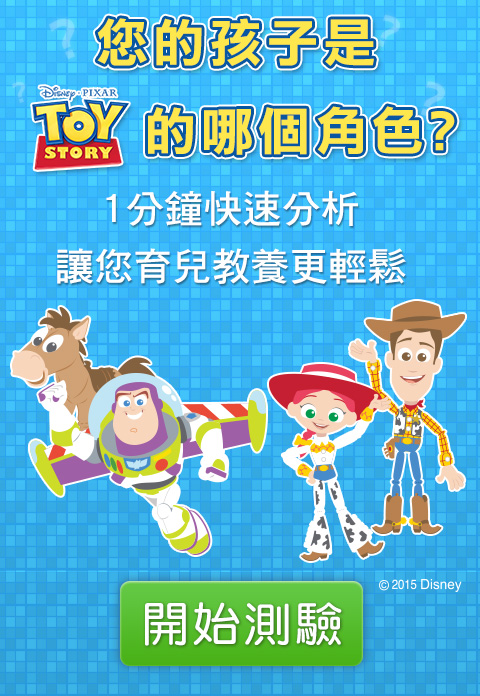 您的孩子是
Disney·PIXAR
TOY
STORY
的哪個角色?
1分鐘快速分析
讓您育兒教養更輕鬆
© 2015 Disney
開始測驗